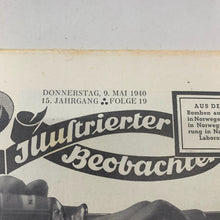 DONNERSTAG, 9. MAI 1940
15. JAHRGANG FOLGE 19
Illustrierter
Beobachter
AUS DE
Bomben au
in Norwege
in Norweg
rung in No
Labora